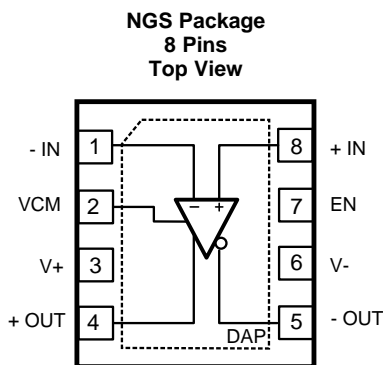 NGS Package
8 Pins
Top View
- IN 1 8 + IN
VCM 2 7 EN
V+ 3 6 V-
+ OUT 4 5 - OUT
− +
DAP